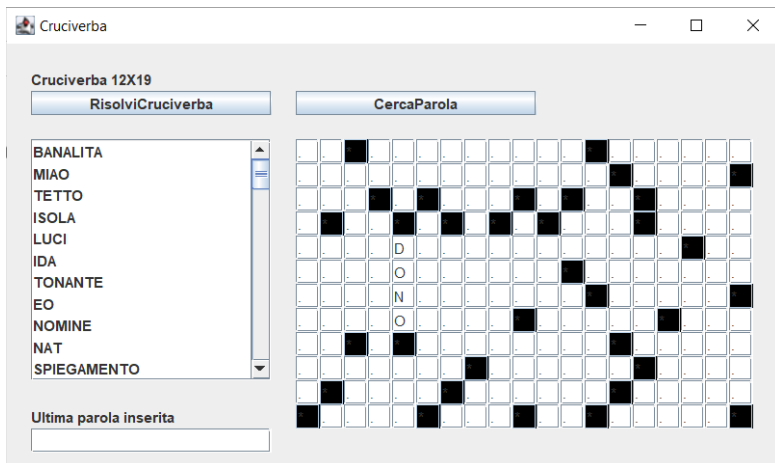 Cruciverba
Cruciverba 12X19
RisolviCruciverba
CercaParola
BANALITA
MIAO
TETTO
ISOLA
LUCI
IDA
TONANTE
EO
NOMINE
NAT
SPIEGAMENTO
D
O
N
O
Ultima parola inserita